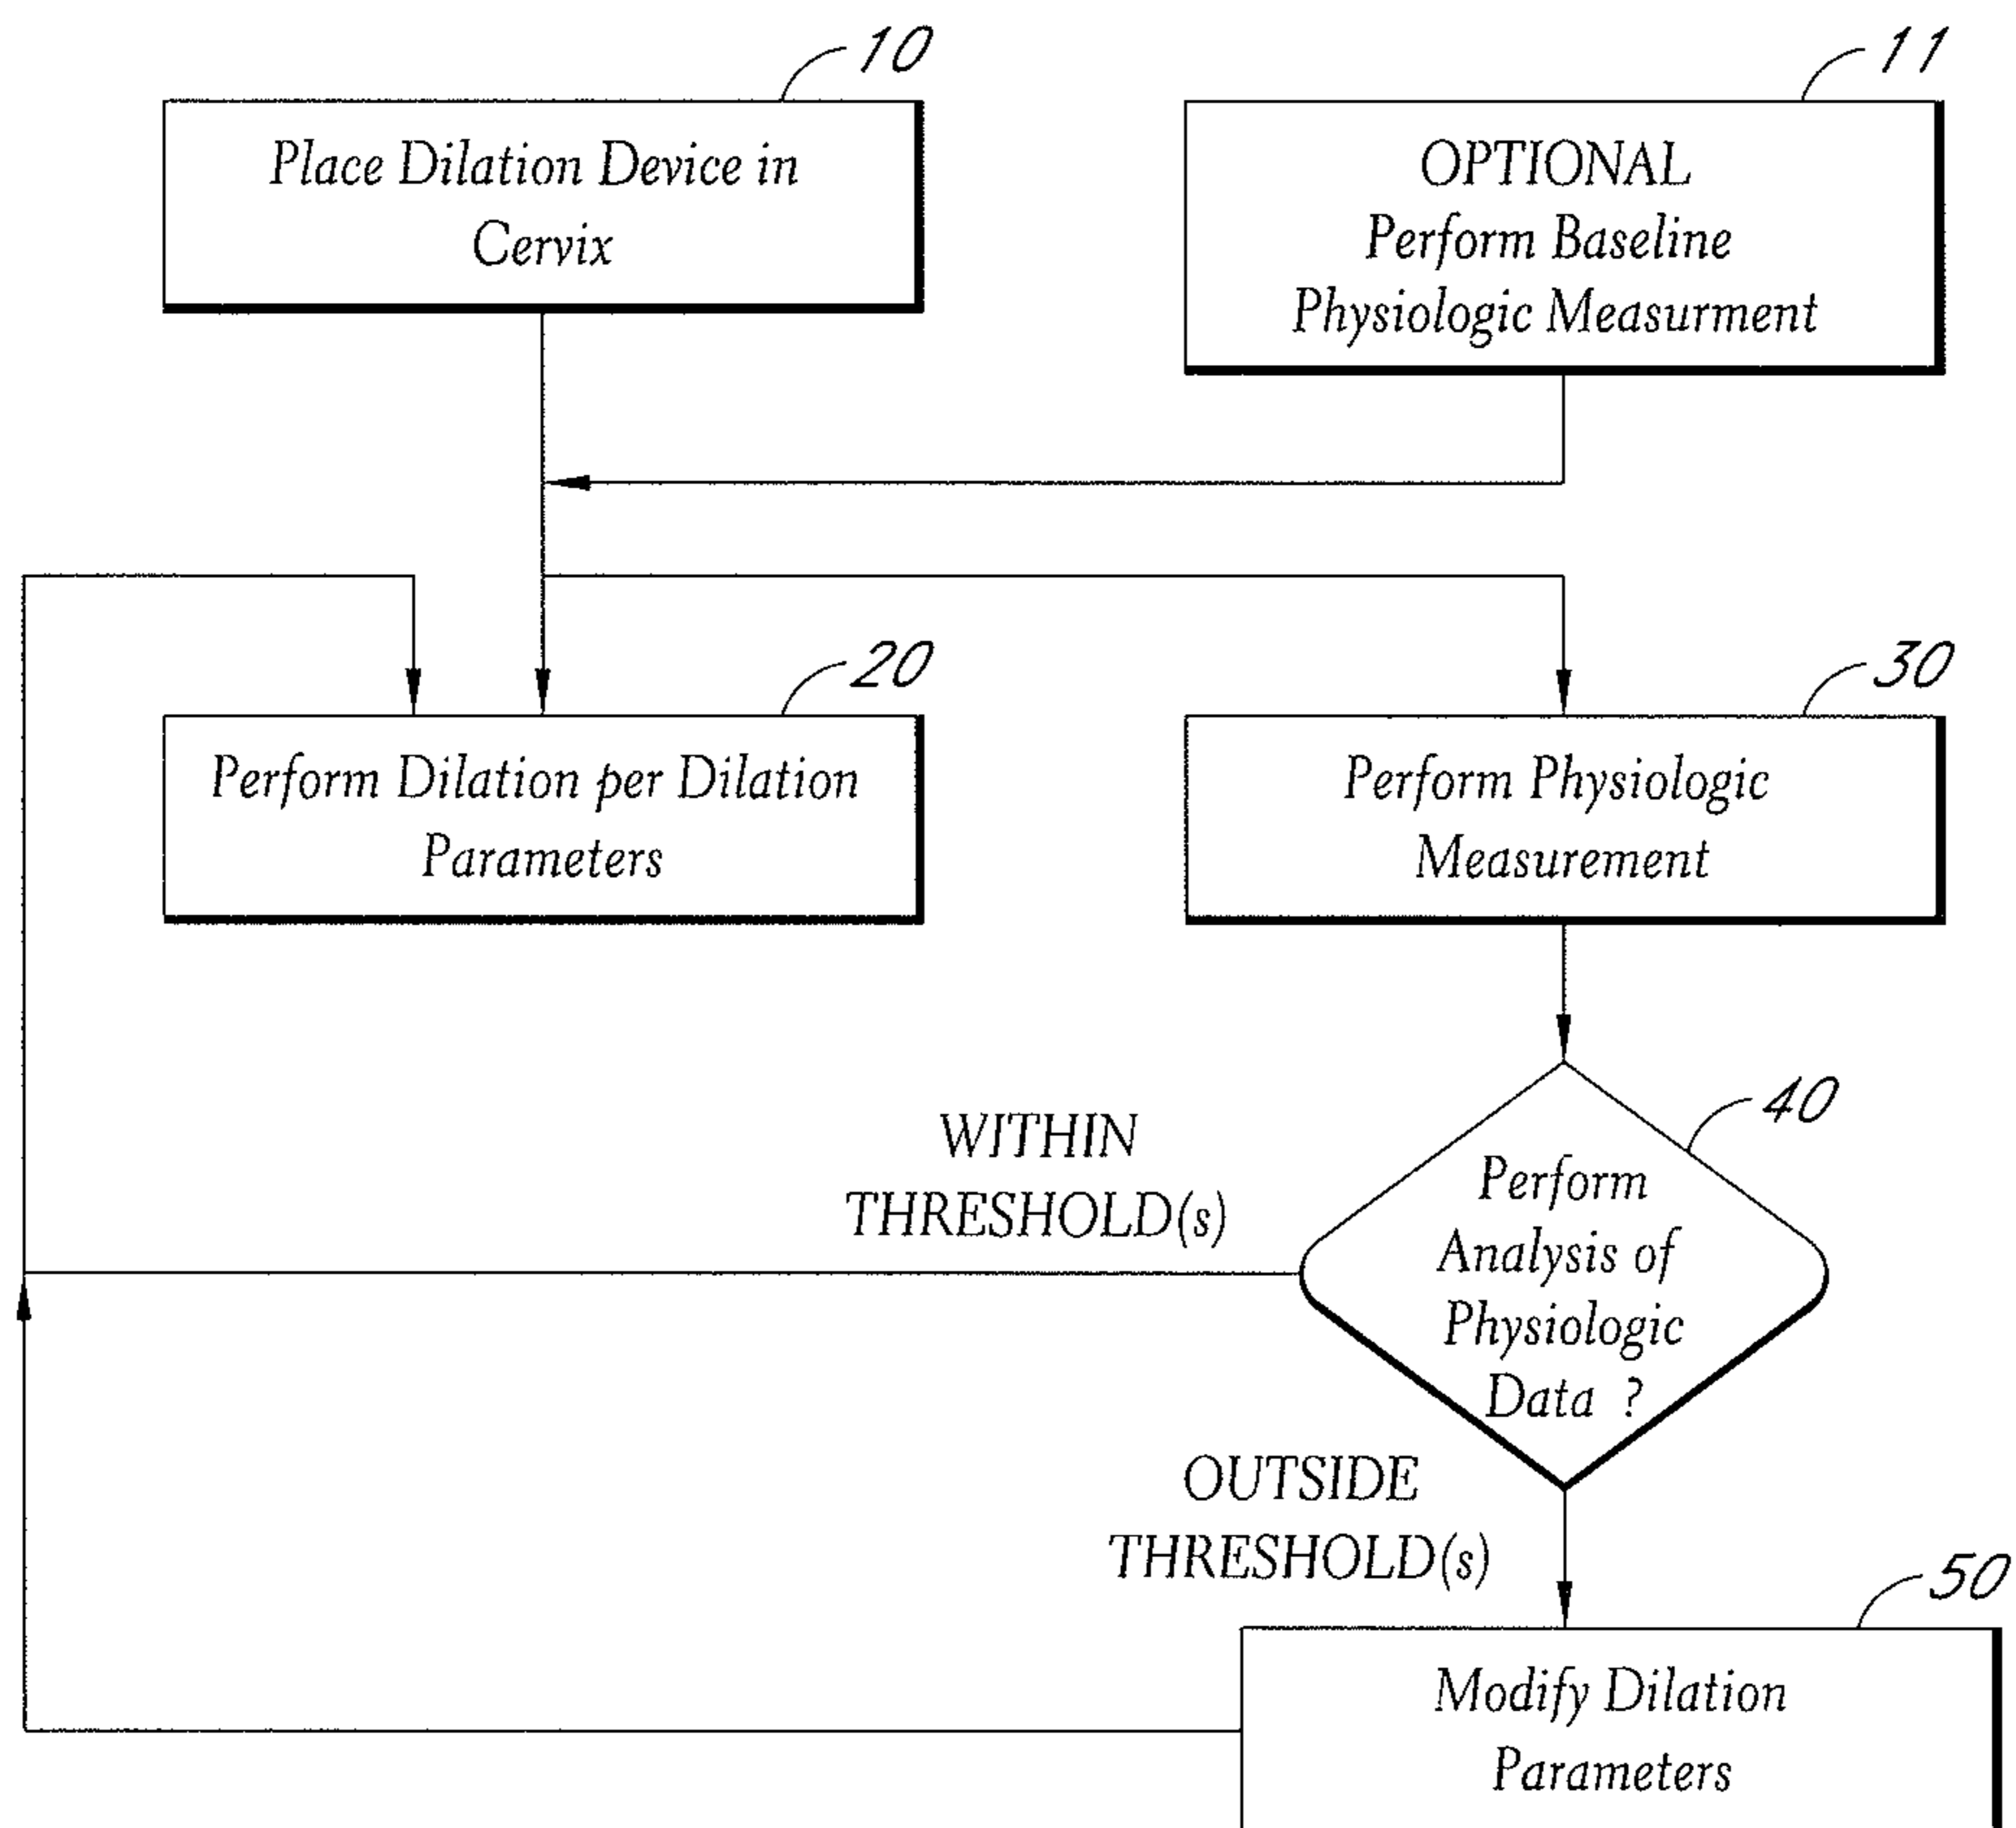 10
Place Dilation Device in
Cervix
11
OPTIONAL
Perform Baseline
Physiologic Measurment
20
Perform Dilation per Dilation
Parameters
30
Perform Physiologic
Measurement
40
Perform
Analysis of
Physiologic
Data ?
WITHIN
THRESHOLD(s)
OUTSIDE
THRESHOLD(s)
50
Modify Dilation
Parameters